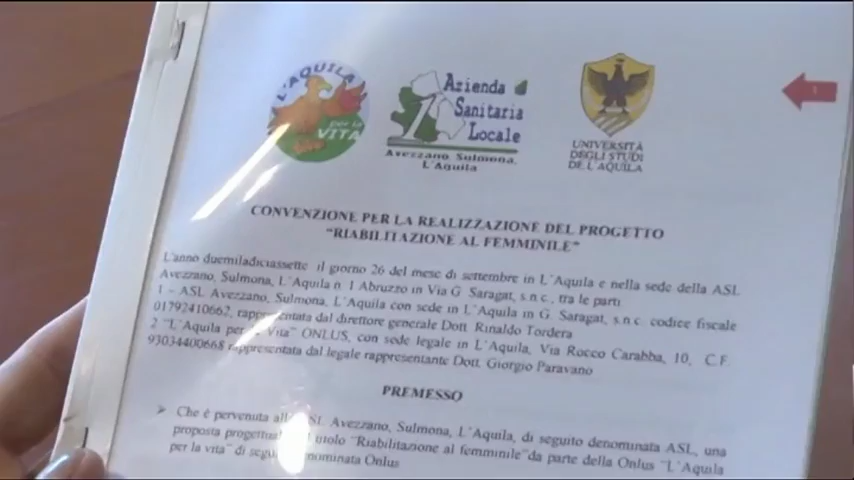 L'AQUILA
per la
VITA
Azienda
Sanitaria
Locale
1
Avezzano Sulmona,
L'Aquila
UNIVERSITÀ
DEGLI STUDI
DE L'AQUILA
1
CONVENZIONE PER LA REALIZZAZIONE DEL PROGETTO
"RIABILITAZIONE AL FEMMINILE"
L'anno duemiladiciassette il giorno 26 del mese di settembre in L'Aquila e nella sede della ASL
Avezzano, Sulmona, L'Aquila n. 1 Abruzzo in Via G. Saragat, s.n.c., tra le parti
1 – ASL Avezzano, Sulmona, L'Aquila con sede in L'Aquila in G. Saragat, s.n.c. codice fiscale
01792410662, rappresentata dal direttore generale Dott. Rinaldo Tordera
2 "L'Aquila per la Vita" ONLUS, con sede legale in L'Aquila, Via Rocco Carabba, 10, C.F.
93034400668 rappresentata dal legale rappresentante Dott. Giorgio Paravano
PREMESSO
➢ Che è pervenuta alla ASL Avezzano, Sulmona, L'Aquila, di seguito denominata ASL, una
proposta progettuale titolo "Riabilitazione al femminile" da parte della Onlus "L'Aquila
per la vita" di seguito denominata Onlus